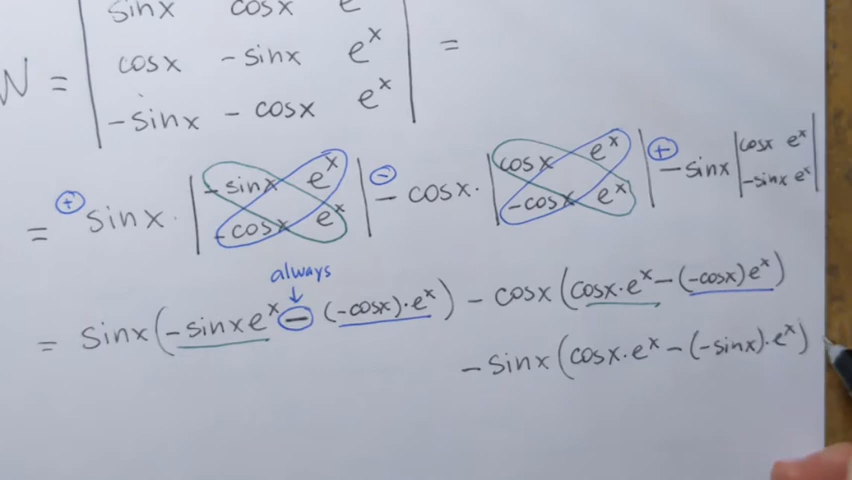 sinx cosx e
W = | cosx -sinx e^x | =
-sinx - cosx e^x
= ⊕ sinx · | -sinx e^x | ⊖ - cosx · | cosx e^x | ⊕ - sinx | cosx e^x |
-cosx e^x -cosx e^x -sinx e^x
always
↓
= sinx (-sinx e^x - (-cosx) · e^x) - cosx (cosx · e^x - (-cosx) e^x)
- sinx (cosx · e^x - (-sinx) · e^x)